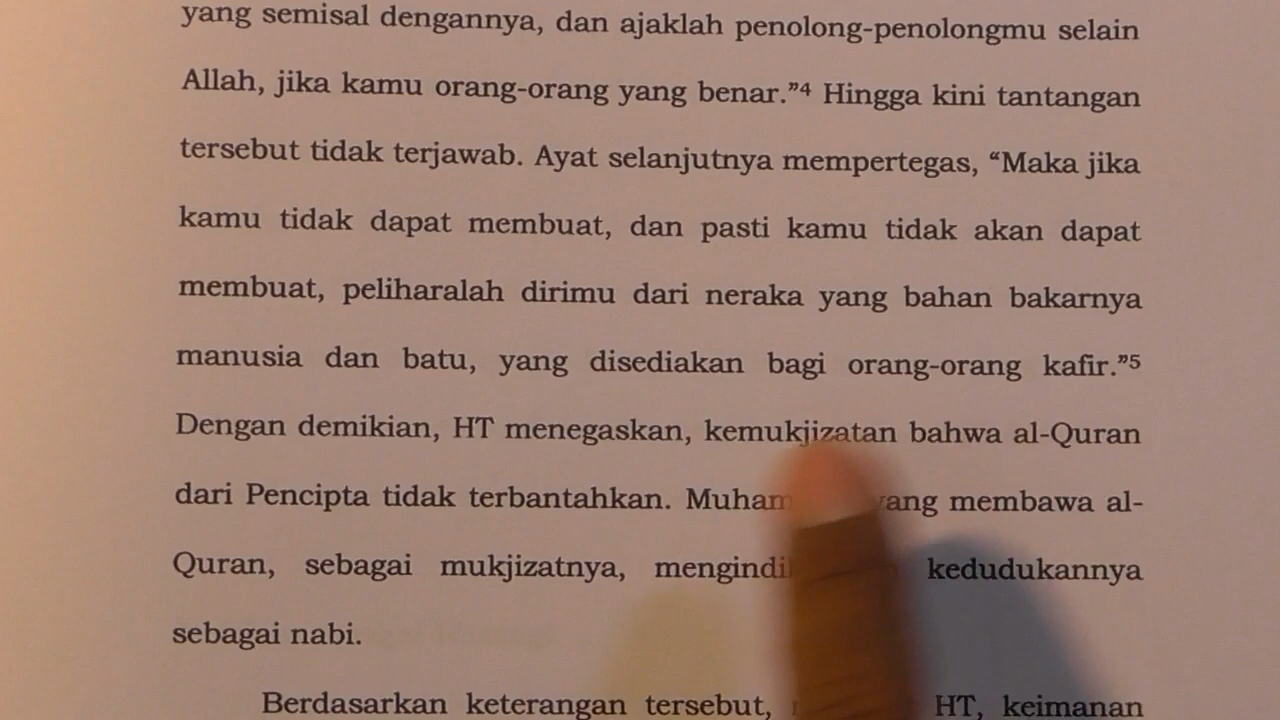 yang semisal dengannya, dan ajaklah penolong-penolongmu selain
Allah, jika kamu orang-orang yang benar.”⁴ Hingga kini tantangan
tersebut tidak terjawab. Ayat selanjutnya mempertegas, “Maka jika
kamu tidak dapat membuat, dan pasti kamu tidak akan dapat
membuat, peliharalah dirimu dari neraka yang bahan bakarnya
manusia dan batu, yang disediakan bagi orang-orang kafir.”⁵
Dengan demikian, HT menegaskan, kemukjizatan bahwa al-Quran
dari Pencipta tidak terbantahkan. yang membawa al-
Quran, sebagai mukjizatnya, kedudukannya
sebagai nabi.
Berdasarkan keterangan tersebut, HT, keimanan